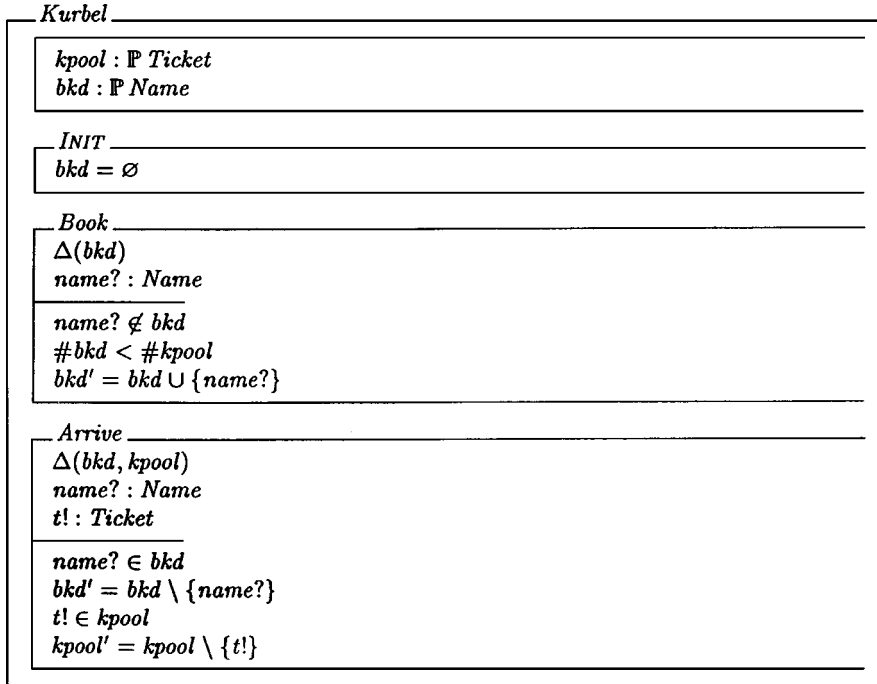 Kurbel
kpool : ℙ Ticket
bkd : ℙ Name
INIT
bkd = ∅
Book
Δ(bkd)
name? : Name
name? ∉ bkd
#bkd < #kpool
bkd′ = bkd ∪ {name?}
Arrive
Δ(bkd, kpool)
name? : Name
t! : Ticket
name? ∈ bkd
bkd′ = bkd \ {name?}
t! ∈ kpool
kpool′ = kpool \ {t!}